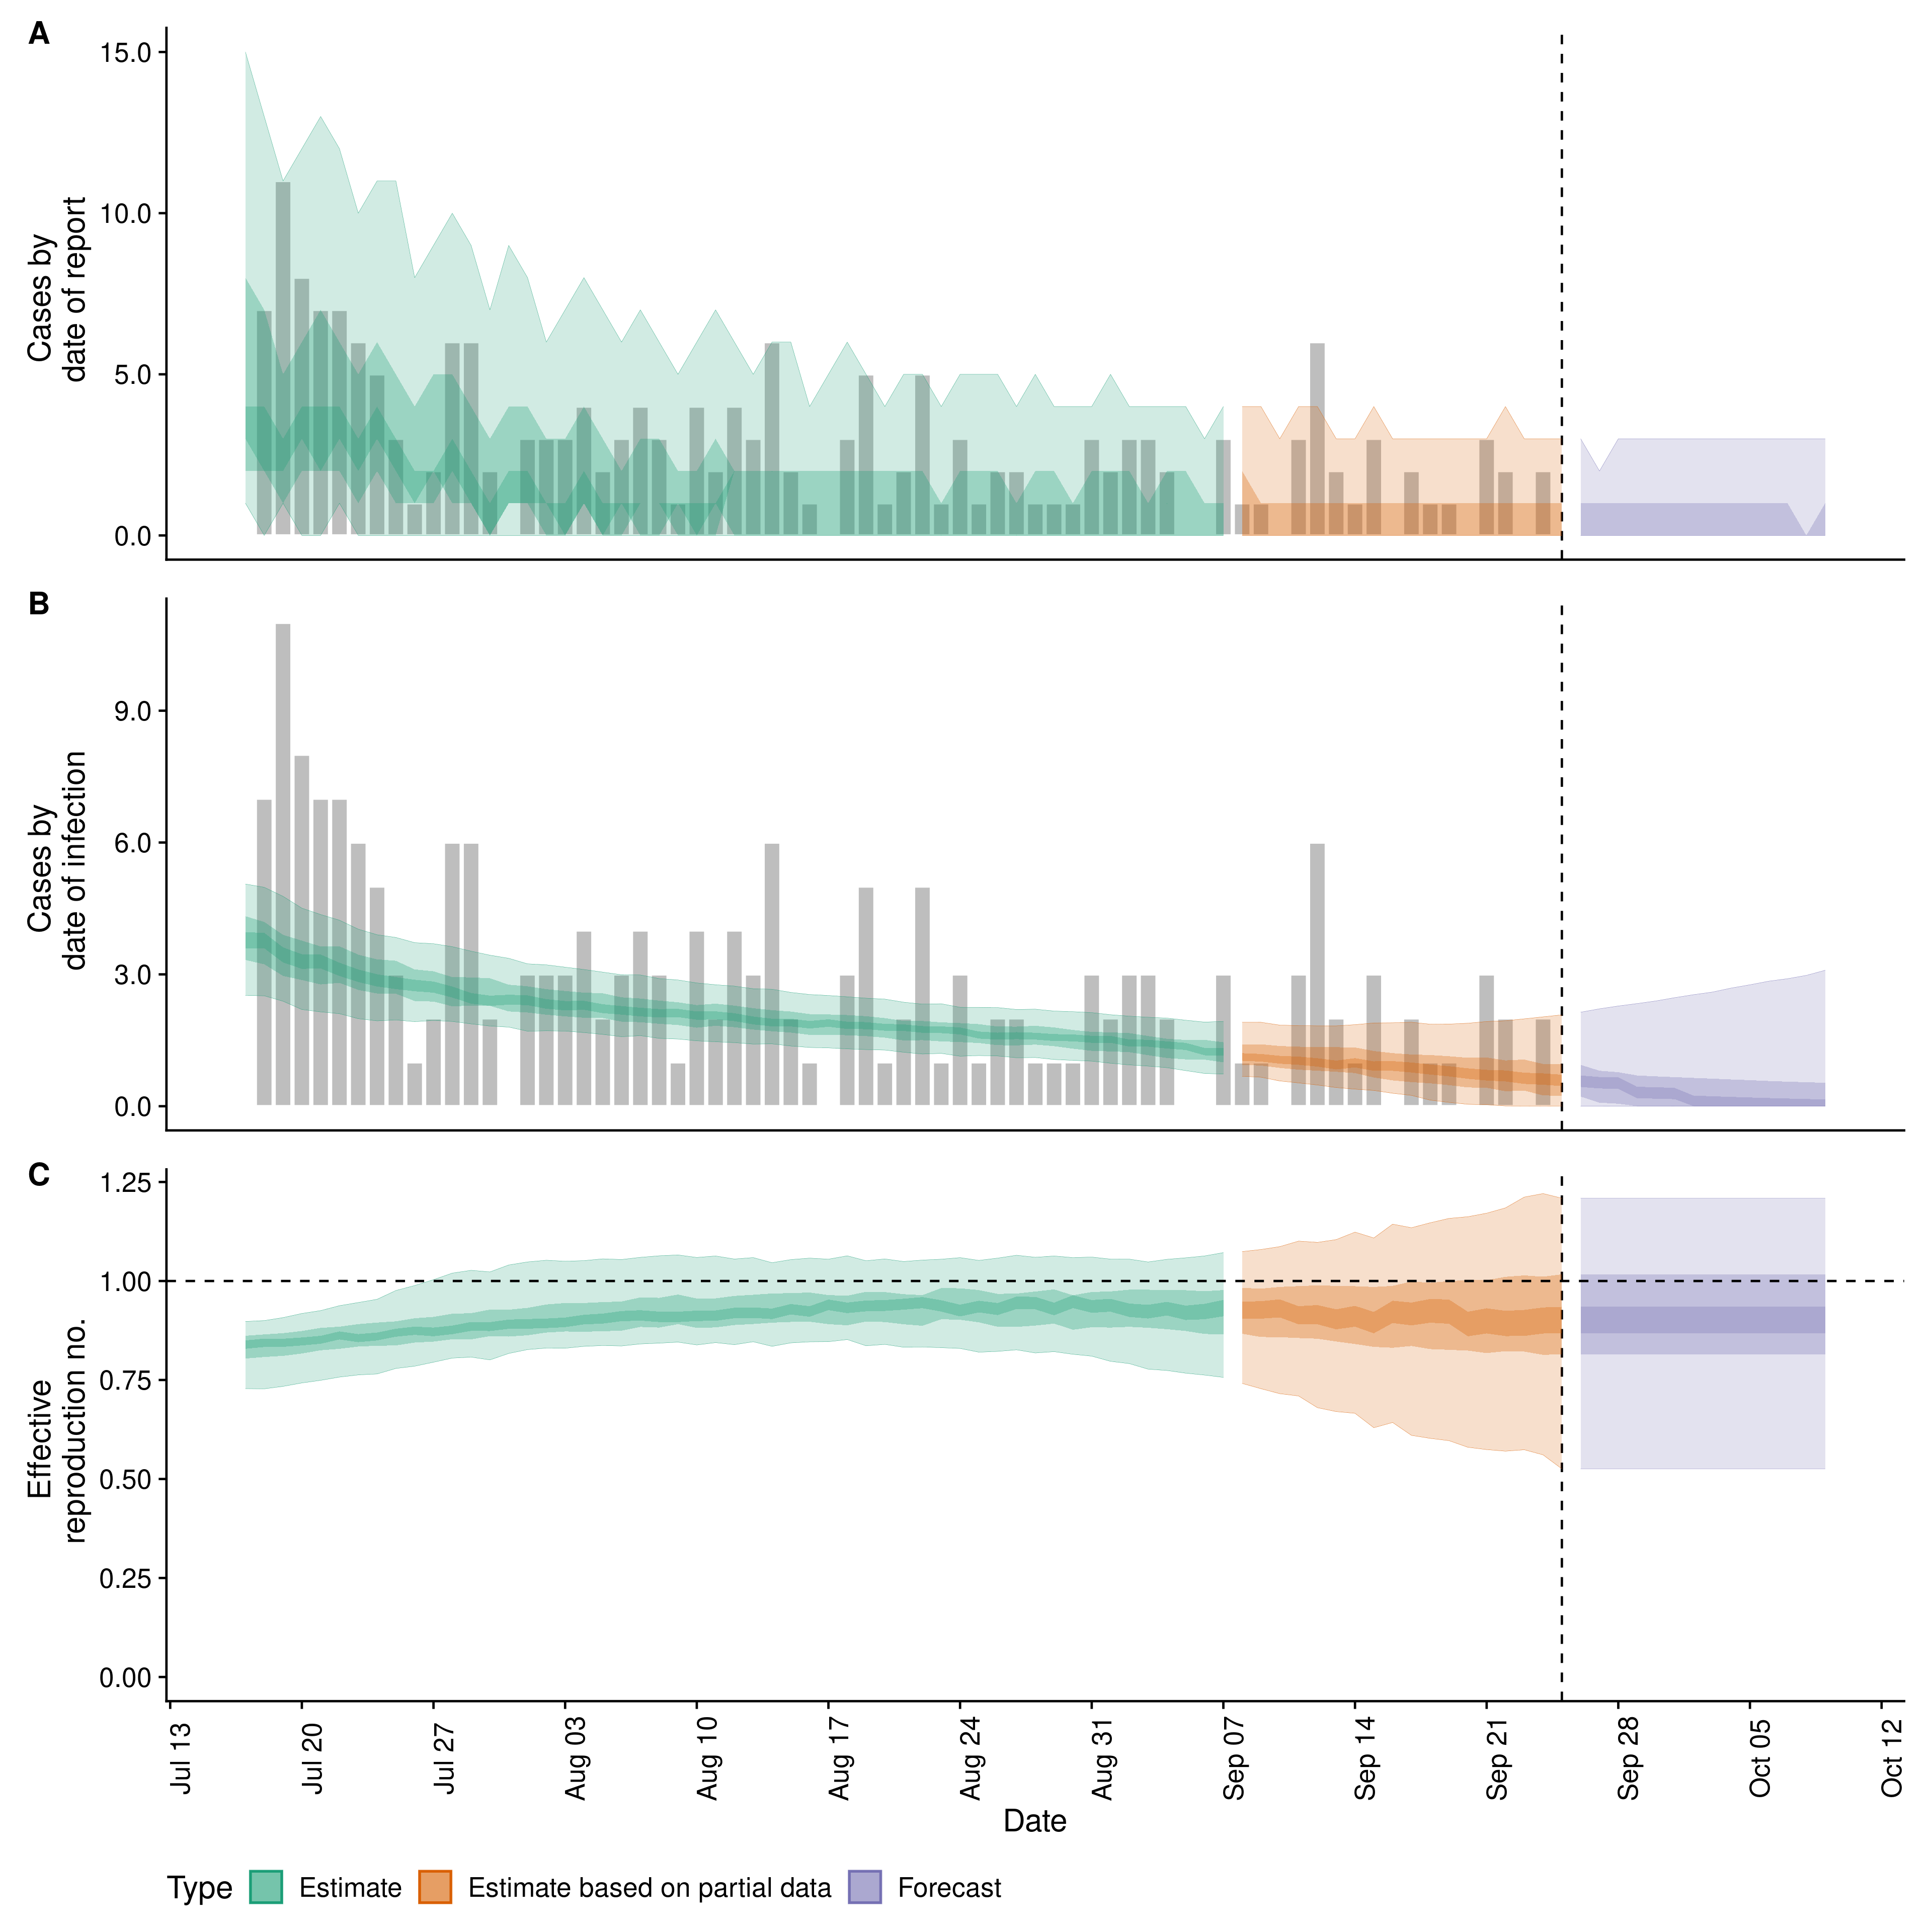 A
15.0
10.0
5.0
0.0
Cases by
date of report
B
9.0
6.0
3.0
0.0
Cases by
date of infection
C
1.25
1.00
0.75
0.50
0.25
0.00
Effective
reproduction no.
Jul 13
Jul 20
Jul 27
Aug 03
Aug 10
Aug 17
Aug 24
Aug 31
Sep 07
Sep 14
Sep 21
Sep 28
Oct 05
Oct 12
Date
Type Estimate Estimate based on partial data Forecast